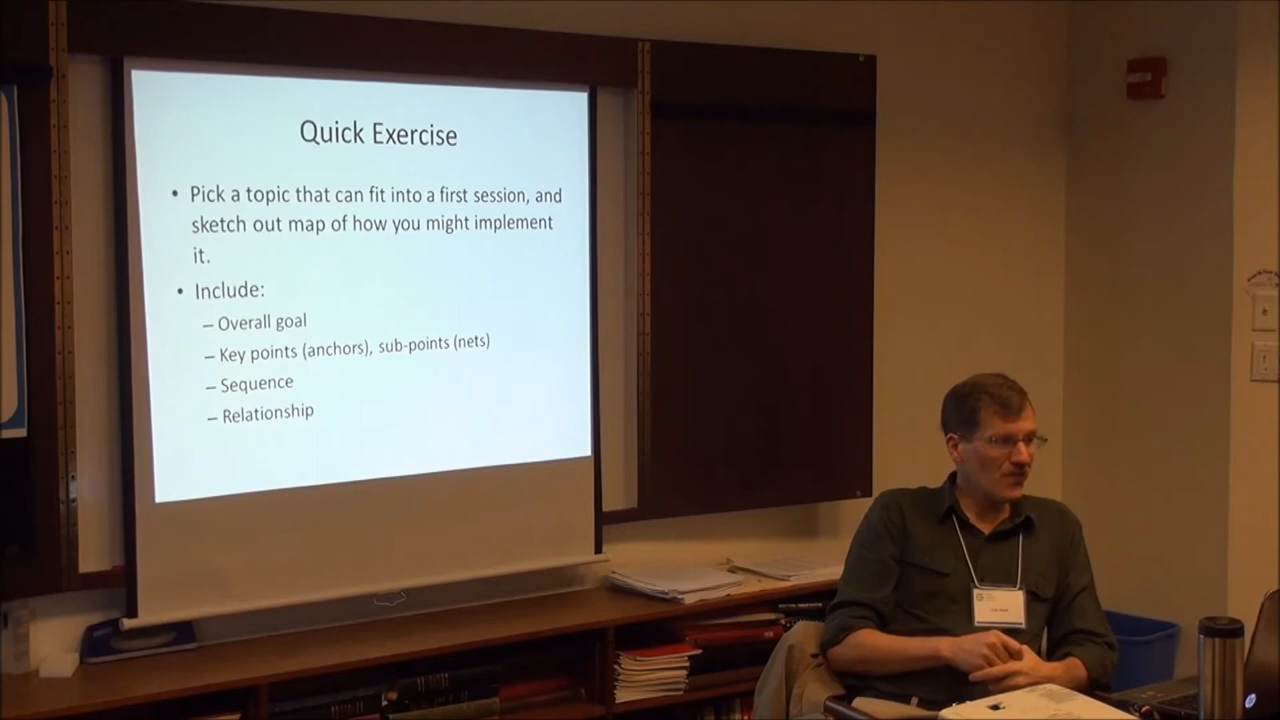 Quick Exercise
• Pick a topic that can fit into a first session, and
sketch out map of how you might implement
it.
• Include:
– Overall goal
– Key points (anchors), sub-points (nets)
– Sequence
– Relationship